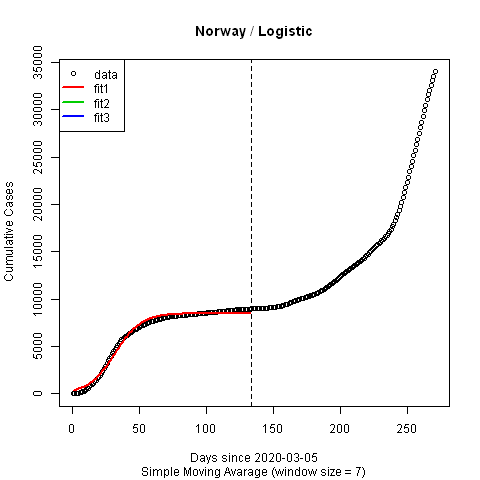 Norway / Logistic
data
fit1
fit2
fit3
Cumulative Cases
35000
30000
25000
20000
15000
10000
5000
0
0 50 100 150 200 250
Days since 2020-03-05
Simple Moving Avarage (window size = 7)